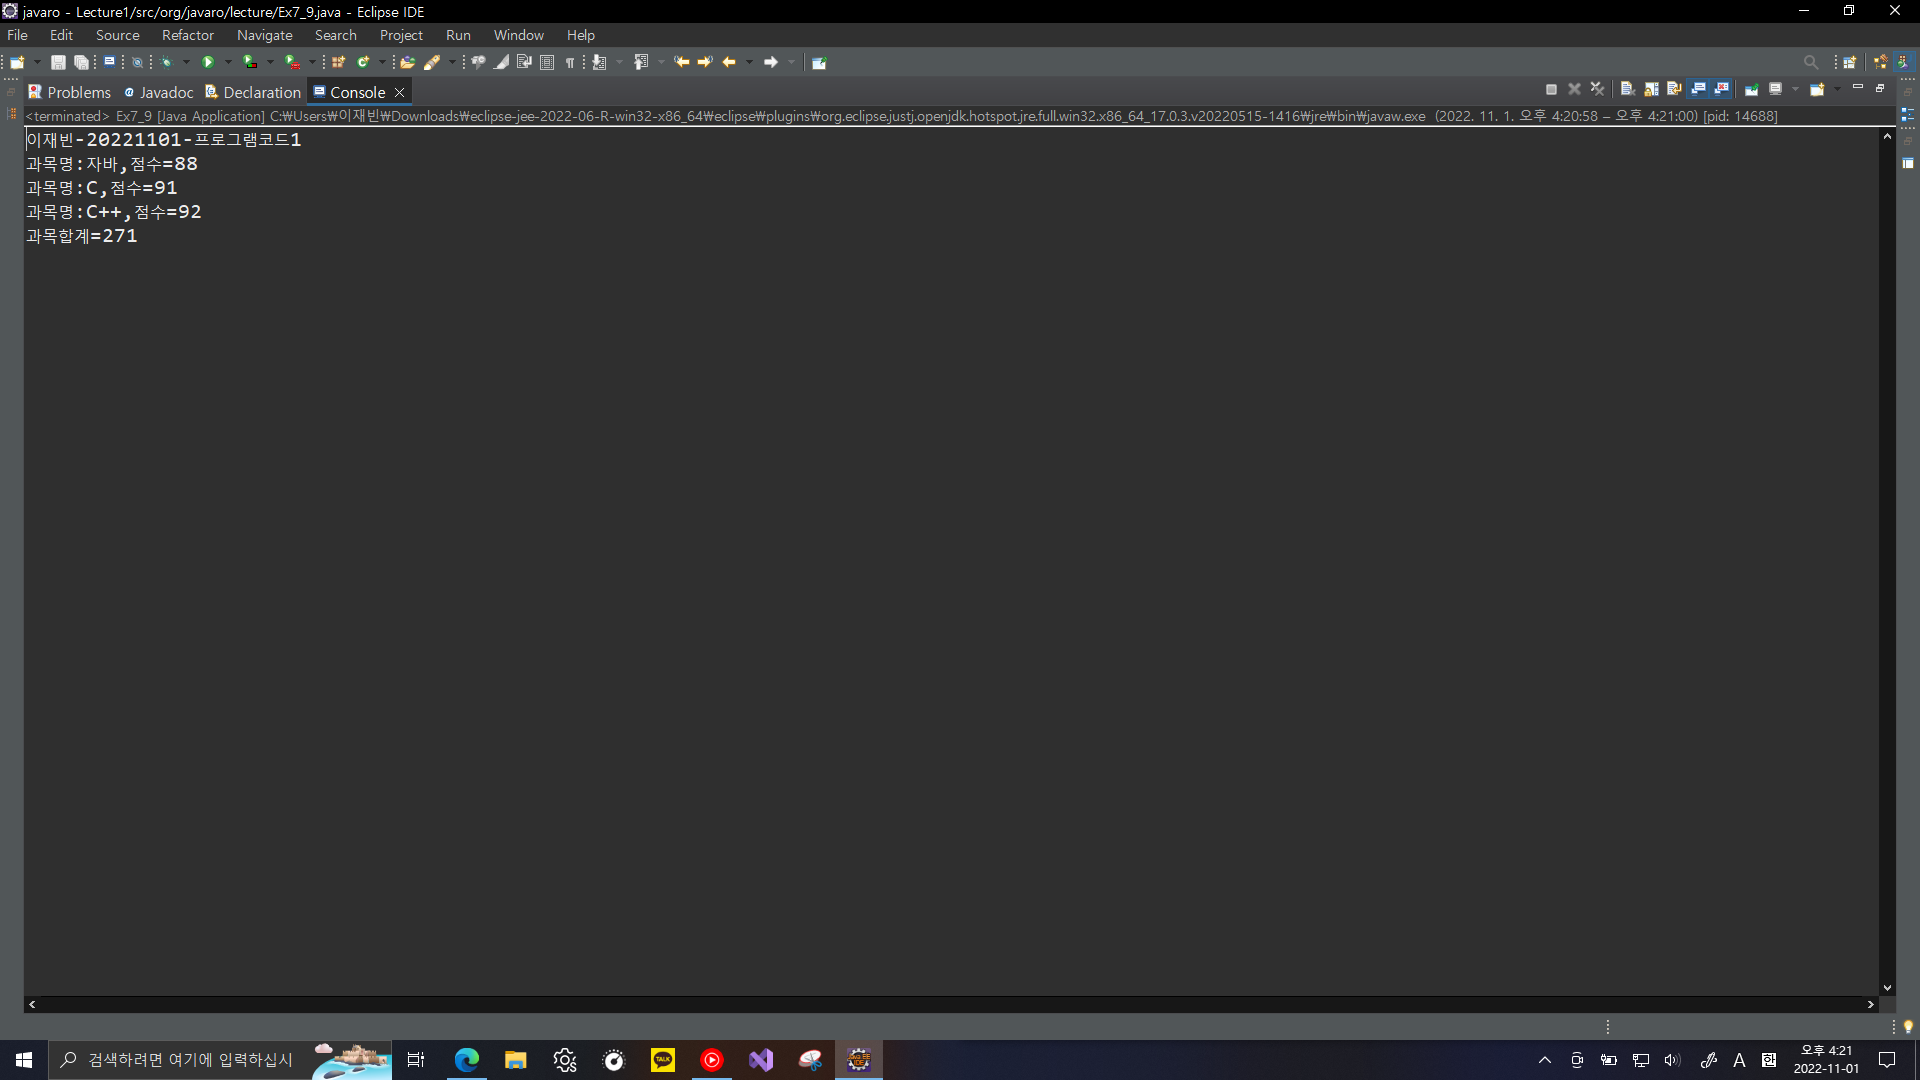 javaro - Lecture1/src/org/javaro/lecture/Ex7_9.java - Eclipse IDE
File Edit Source Refactor Navigate Search Project Run Window Help
Problems Javadoc Declaration Console
<terminated> Ex7_9 [Java Application] C:₩Users₩이재빈₩Downloads₩eclipse-jee-2022-06-R-win32-x86_64₩eclipse₩plugins₩org.eclipse.justj.openjdk.hotspot.jre.full.win32.x86_64_17.0.3.v20220515-1416₩jre₩bin₩javaw.exe (2022. 11. 1. 오후 4:20:58 – 오후 4:21:00) [pid: 14688]
이재빈-20221101-프로그램코드1
과목명:자바,점수=88
과목명:C,점수=91
과목명:C++,점수=92
과목합계=271
검색하려면 여기에 입력하십시
TALK
A
오후 4:21
2022-11-01